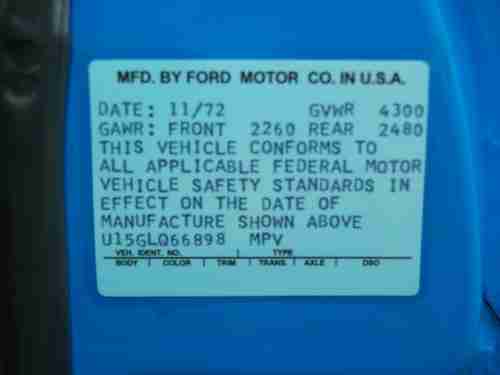 MFD. BY FORD MOTOR CO. IN U.S.A.
DATE: 11/72 GVWR 4300
GAWR: FRONT 2260 REAR 2480
THIS VEHICLE CONFORMS TO
ALL APPLICABLE FEDERAL MOTOR
VEHICLE SAFETY STANDARDS IN
EFFECT ON THE DATE OF
MANUFACTURE SHOWN ABOVE
U15GLQ66898 MPV
VEH. IDENT. NO. TYPE
BODY COLOR TRIM TRANS. AXLE DSO